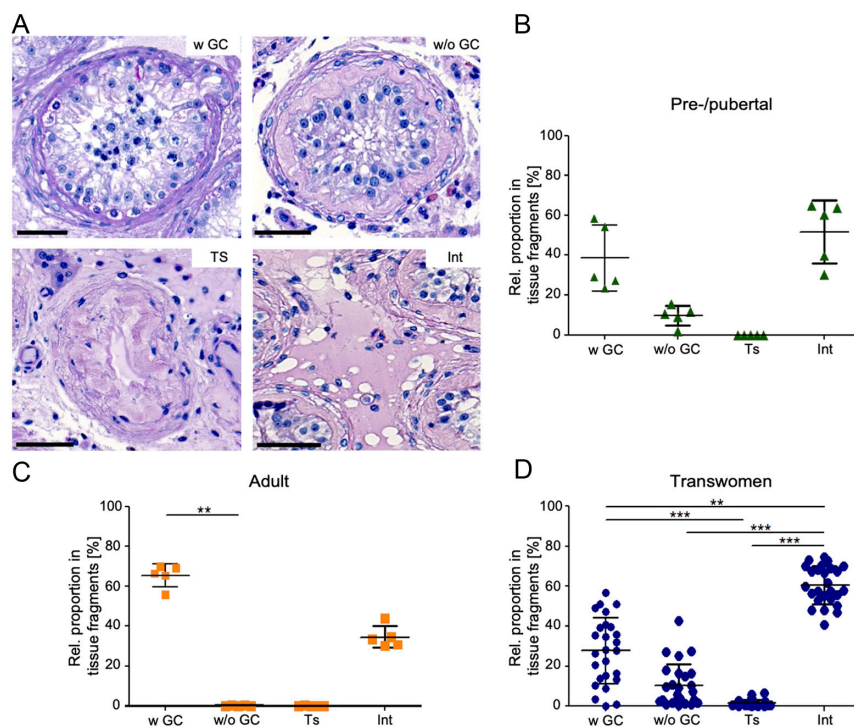 A
w GC
w/o GC
TS
Int
B
Pre-/pubertal
Rel. proportion in
tissue fragments [%]
100
80
60
40
20
0
w GC
w/o GC
Ts
Int
C
Adult
Rel. proportion in
tissue fragments [%]
100
80
60
40
20
0
**
w GC
w/o GC
Ts
Int
D
Transwomen
Rel. proportion in
tissue fragments [%]
100
80
60
40
20
0
**
***
***
***
w GC
w/o GC
Ts
Int